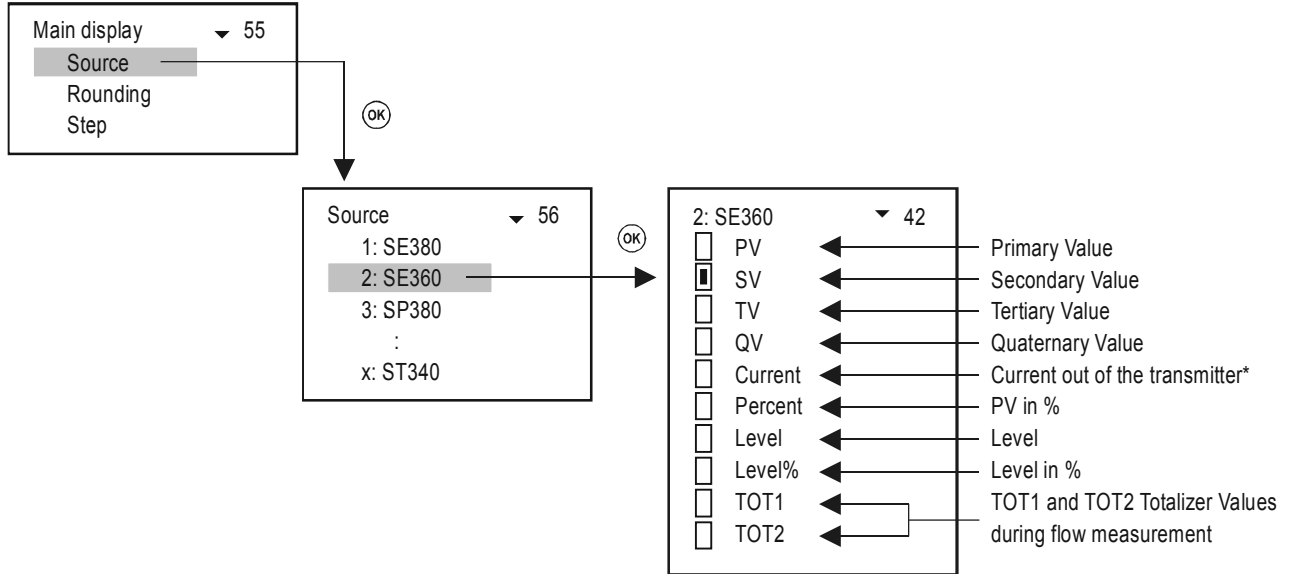 Main display 55
Source
Rounding
Step
OK
Source 56
1: SE380
2: SE360
3: SP380
:
x: ST340
OK
2: SE360 42
PV Primary Value
SV Secondary Value
TV Tertiary Value
QV Quaternary Value
Current Current out of the transmitter*
Percent PV in %
Level Level
Level% Level in %
TOT1 TOT1 and TOT2 Totalizer Values
TOT2 during flow measurement